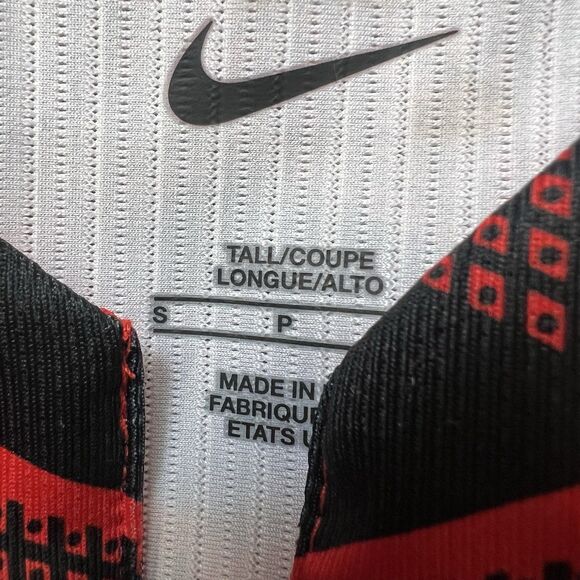 TALL/COUPE
LONGUE/ALTO
S P
MADE IN
FABRIQUE
ETATS